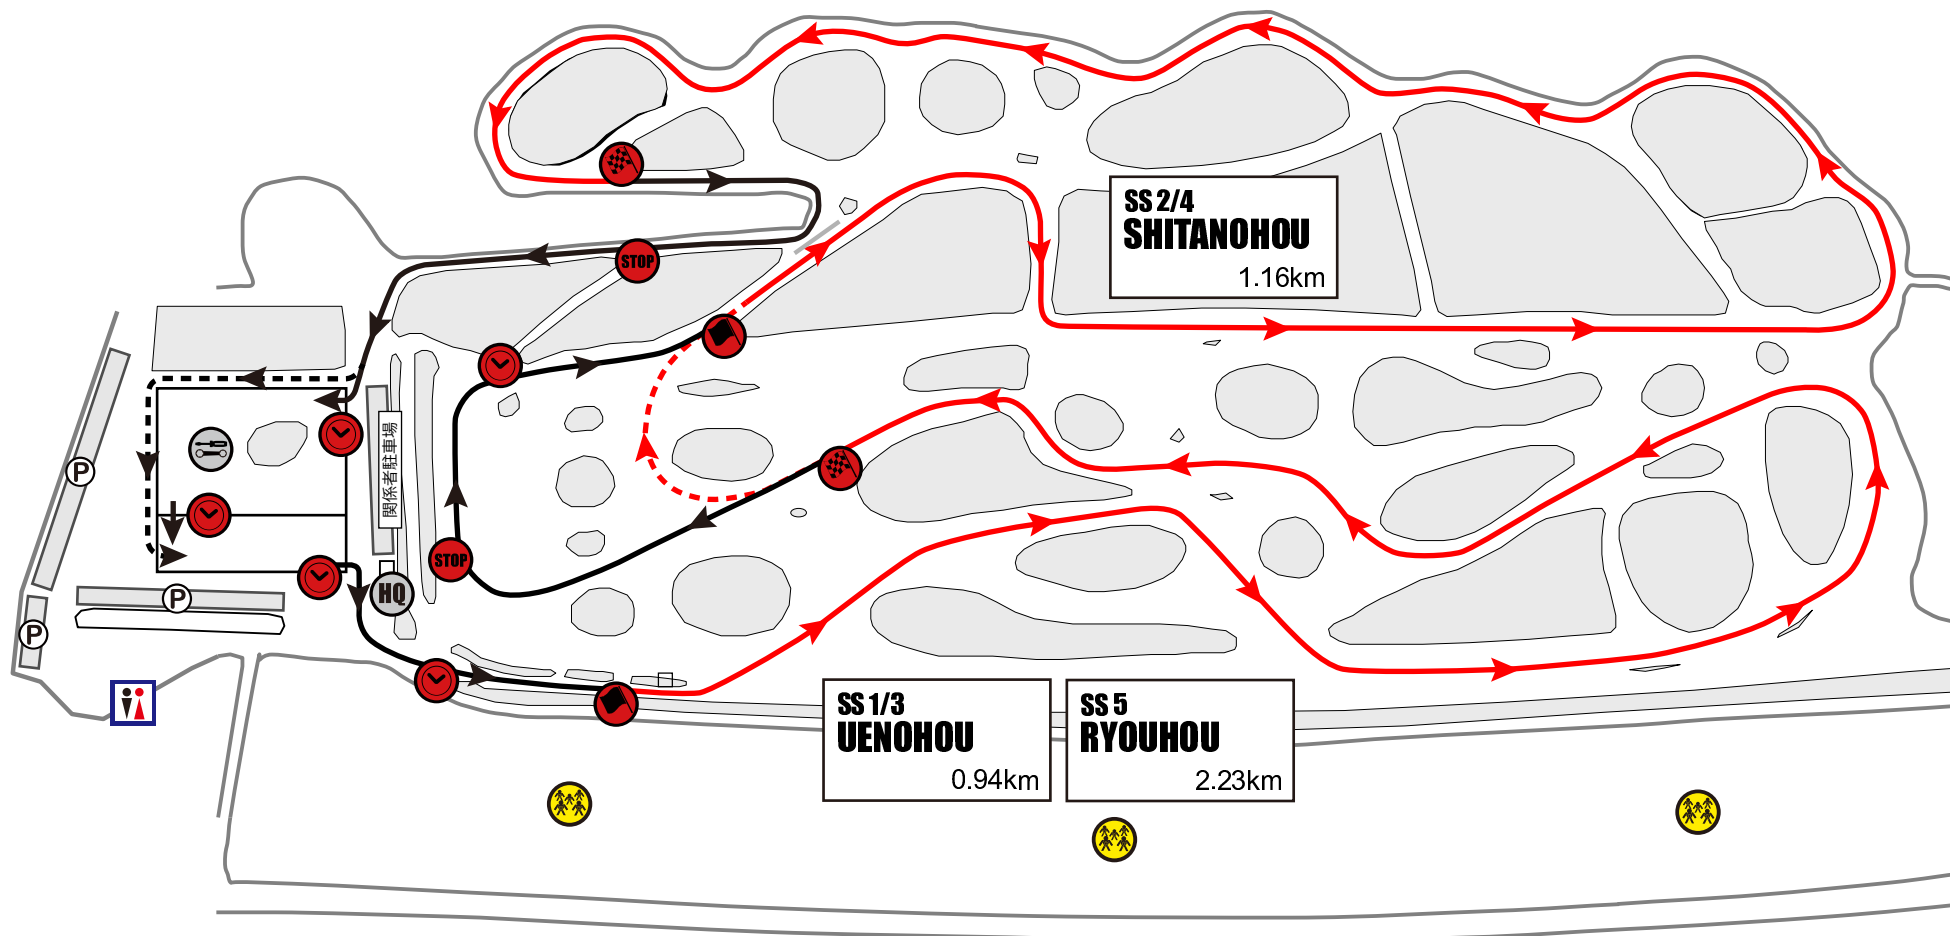 SS 2/4
SHITANOHOU
1.16km
STOP
P
関係者駐車場
STOP
HQ
P
P
SS 1/3
UENOHOU
0.94km
SS 5
RYOUHOU
2.23km